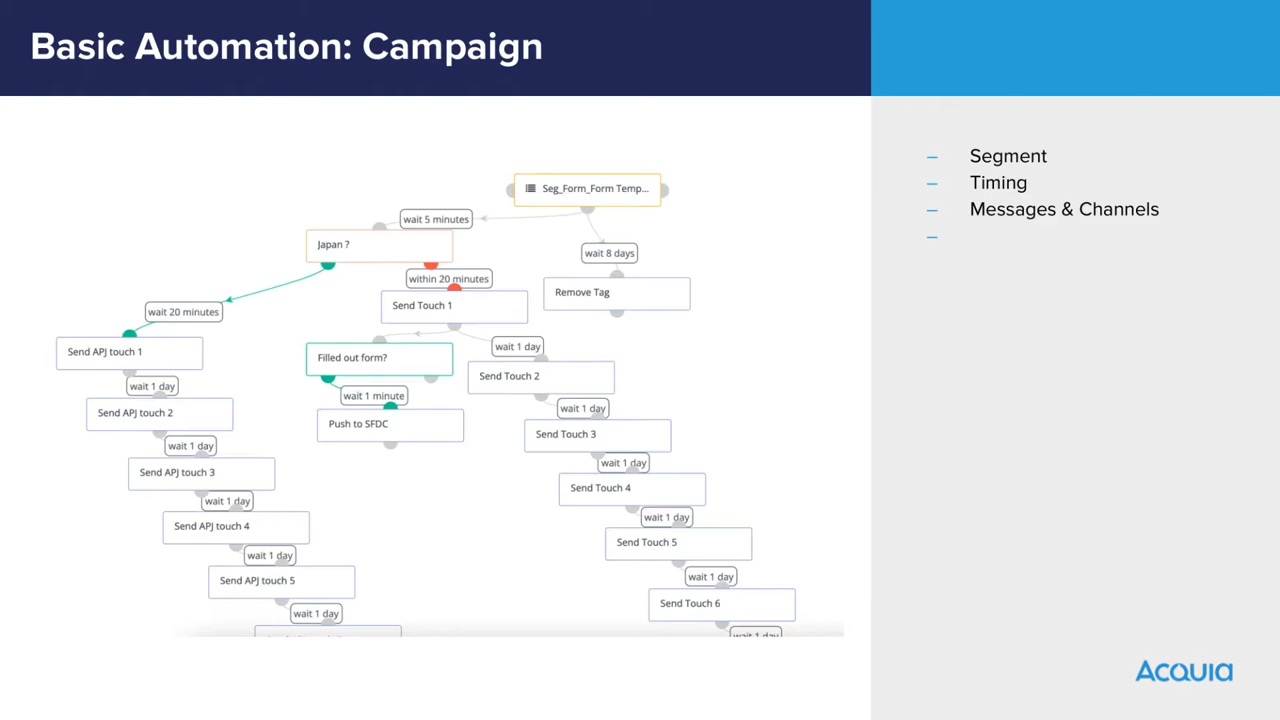 Basic Automation: Campaign
– Segment
– Timing
– Messages & Channels
–
Seg_Form_Form Temp...
wait 5 minutes
Japan ?
wait 8 days
within 20 minutes
Remove Tag
Send Touch 1
wait 20 minutes
Send APJ touch 1
Filled out form?
wait 1 day
Send Touch 2
wait 1 day
wait 1 minute
Send APJ touch 2
Push to SFDC
wait 1 day
Send Touch 3
wait 1 day
wait 1 day
Send APJ touch 3
Send Touch 4
wait 1 day
wait 1 day
Send APJ touch 4
Send Touch 5
wait 1 day
wait 1 day
Send APJ touch 5
Send Touch 6
wait 1 day
wait 1 day
ACQUIA